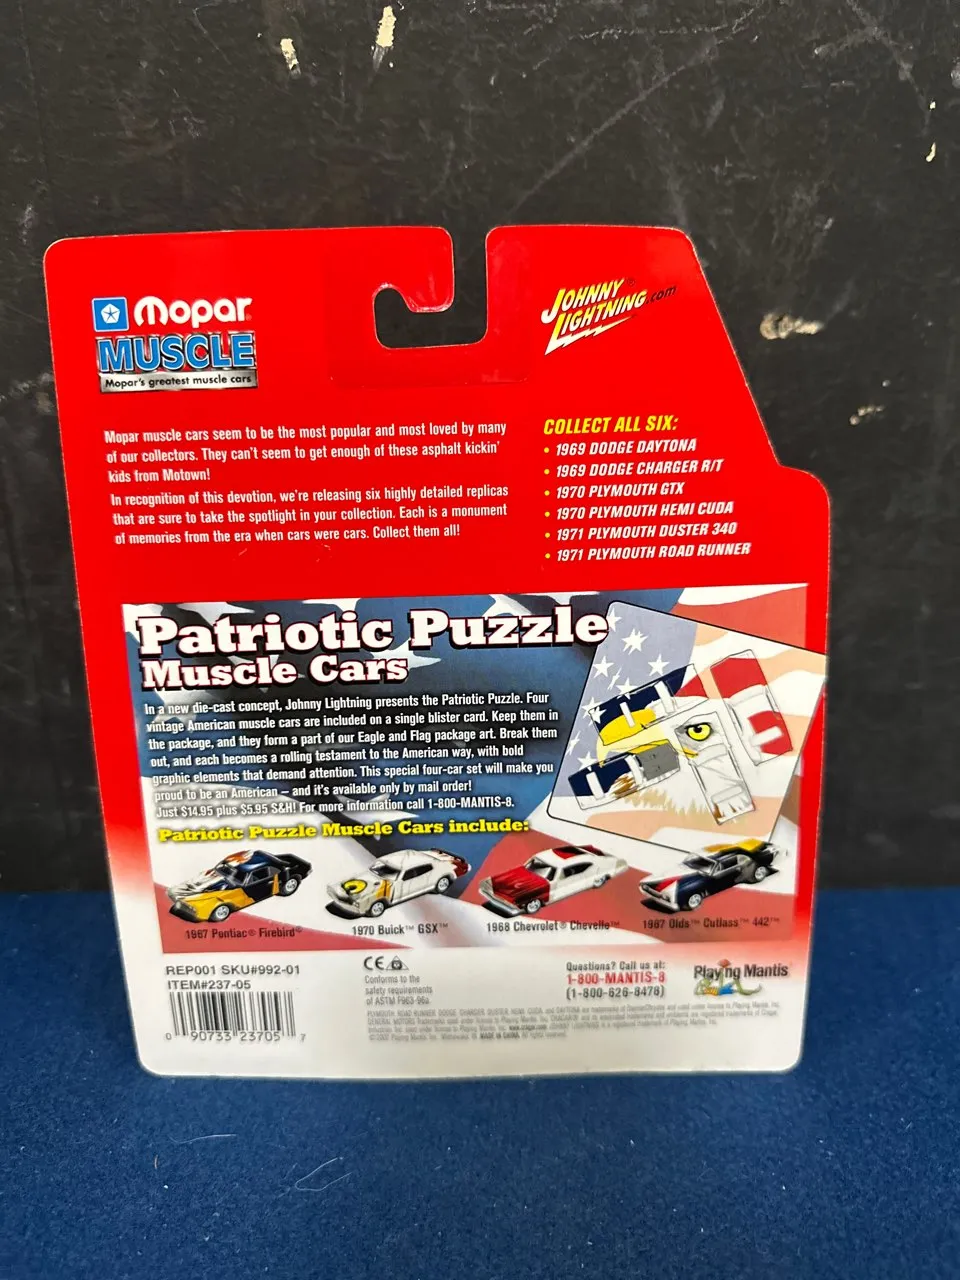 Mopar
MUSCLE
Mopar's greatest muscle cars
JOHNNY
LIGHTNING.com
Mopar muscle cars seem to be the most popular and most loved by many
of our collectors. They can't seem to get enough of these asphalt kickin'
kids from Motown!
In recognition of this devotion, we're releasing six highly detailed replicas
that are sure to take the spotlight in your collection. Each is a monument
of memories from the era when cars were cars. Collect them all!
COLLECT ALL SIX:
• 1969 DODGE DAYTONA
• 1969 DODGE CHARGER R/T
• 1970 PLYMOUTH GTX
• 1970 PLYMOUTH HEMI CUDA
• 1971 PLYMOUTH DUSTER 340
• 1971 PLYMOUTH ROAD RUNNER
Patriotic Puzzle
Muscle Cars
In a new die-cast concept, Johnny Lightning presents the Patriotic Puzzle. Four
vintage American muscle cars are included on a single blister card. Keep them in
the package, and they form a part of our Eagle and Flag package art. Break them
out, and each becomes a rolling testament to the American way, with bold
graphic elements that demand attention. This special four-car set will make you
proud to be an American – and it's available only by mail order!
Just $14.95 plus $5.95 S&H! For more information call 1-800-MANTIS-8.
Patriotic Puzzle Muscle Cars include:
1967 Pontiac® Firebird®
1970 Buick™ GSX™
1968 Chevrolet® Chevelle™
1967 Olds™ Cutlass™ 442™
REP001 SKU#992-01
ITEM#237-05
0 90733 23705 7
CE
Conforms to the
safety requirements
of ASTM F963-96a.
Questions? Call us at:
1-800-MANTIS-8
(1-800-626-8478)
Playing Mantis